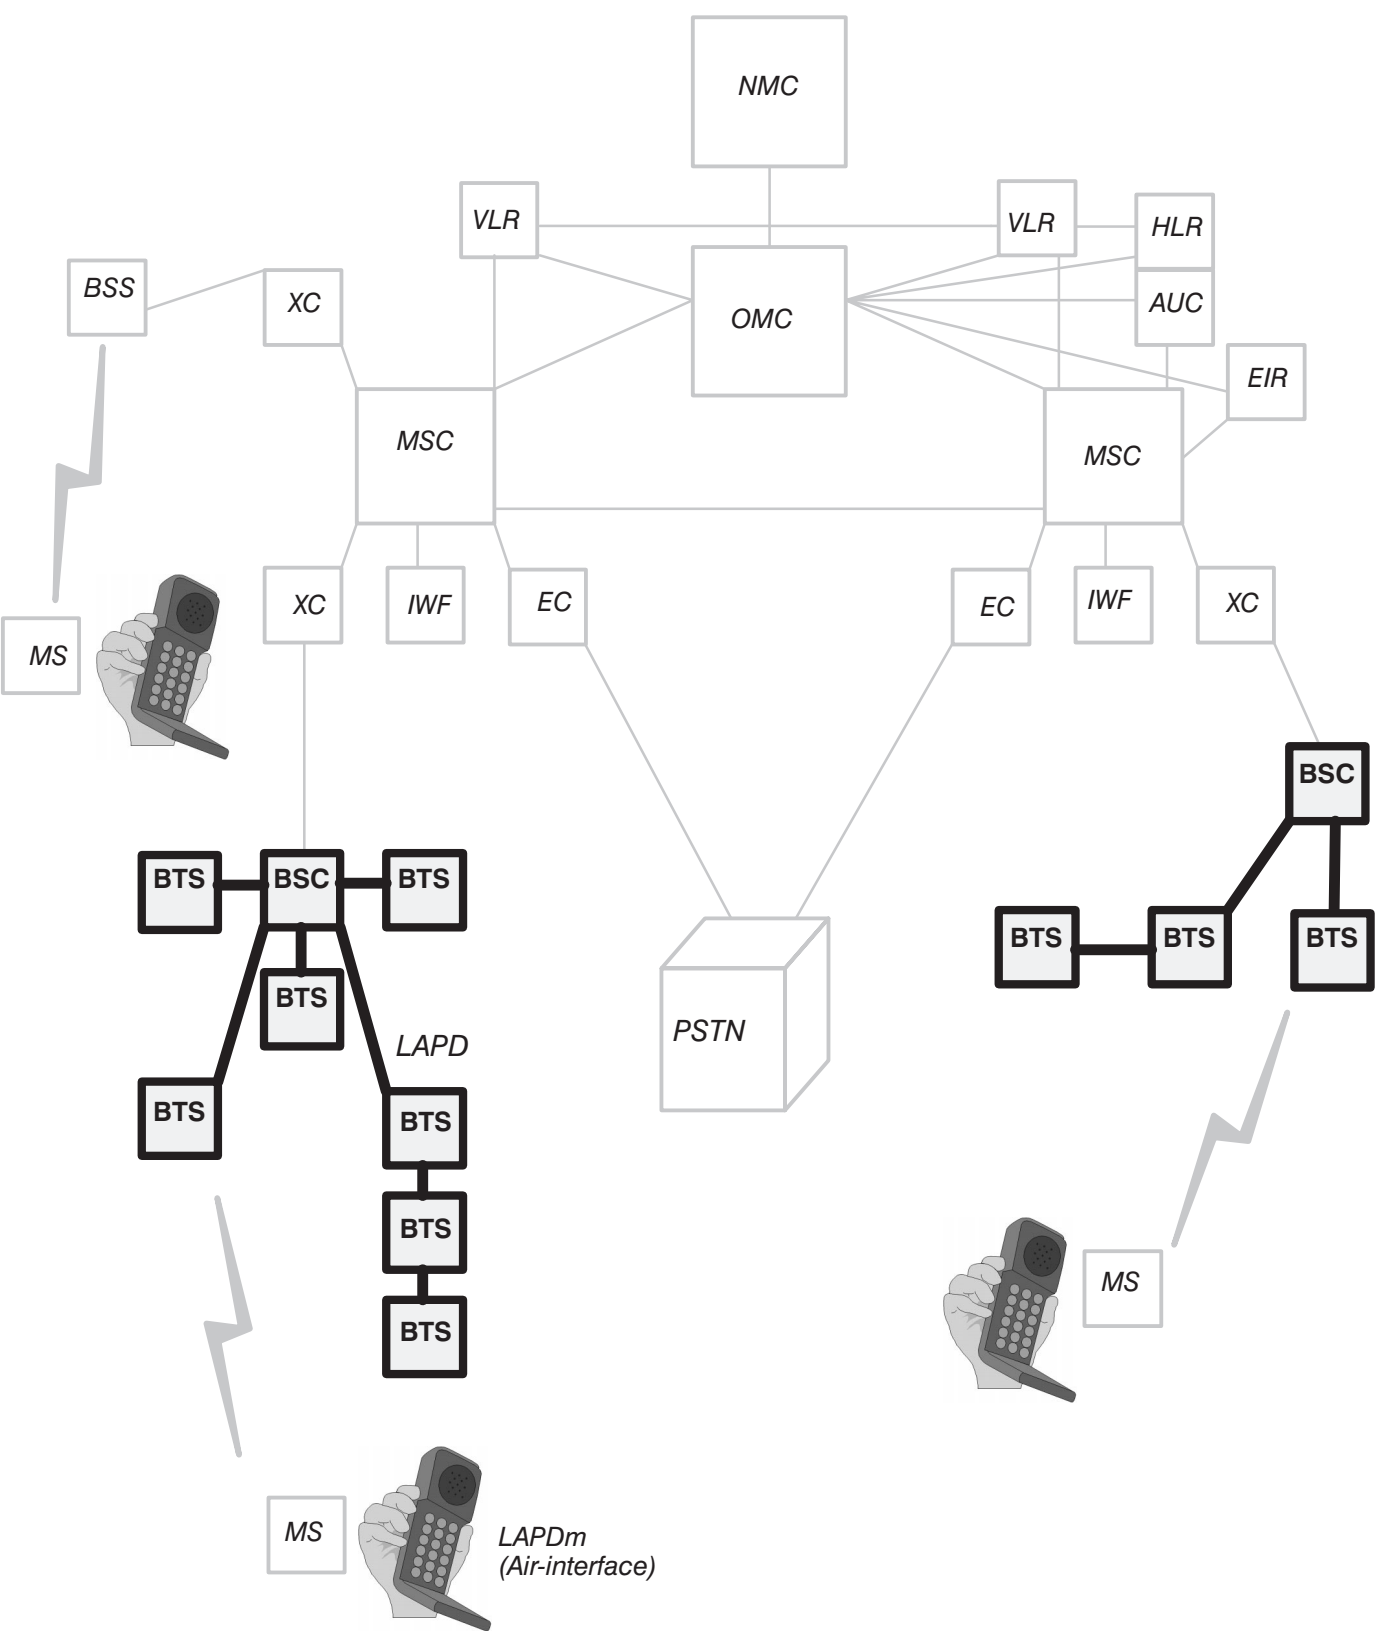 NMC
VLR
VLR
HLR
BSS
XC
OMC
AUC
EIR
MSC
MSC
XC
IWF
EC
EC
IWF
XC
MS
BSC
BTS
BSC
BTS
BTS
BTS
BTS
BTS
PSTN
LAPD
BTS
BTS
BTS
BTS
MS
MS
LAPDm
(Air-interface)